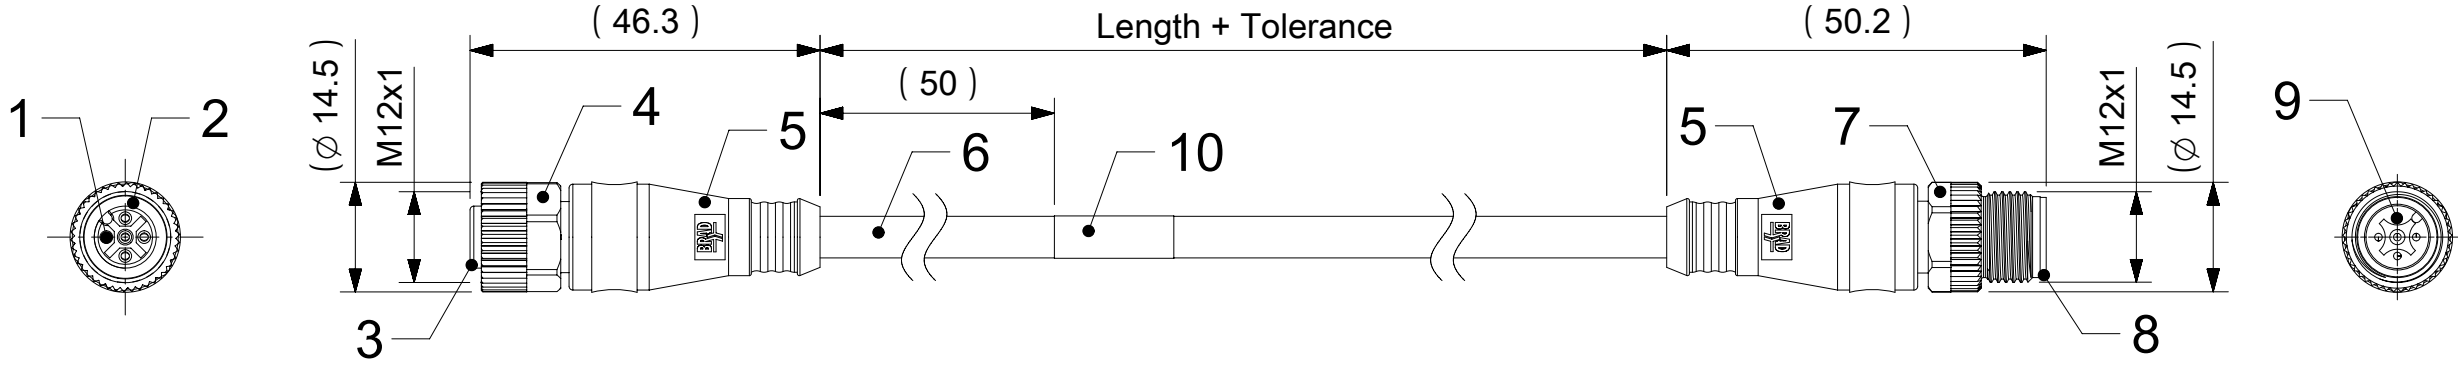 ( 46.3 )
Length + Tolerance
( 50.2 )
( Ø 14.5 )
M12x1
( 50 )
M12x1
( Ø 14.5 )
1
2
4
5
6
10
5
7
9
BRAD
BRAD
3
8